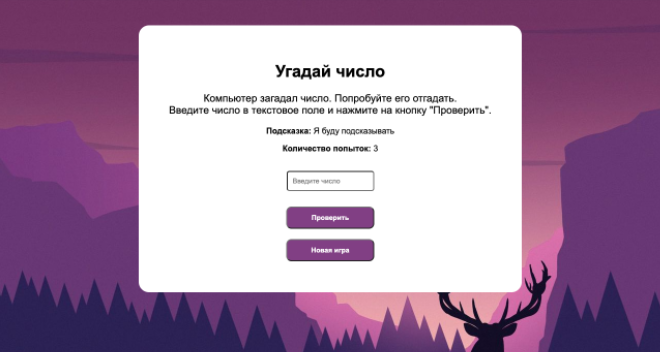 Угадай число
Компьютер загадал число. Попробуйте его отгадать.
Введите число в текстовое поле и нажмите на кнопку "Проверить".
Подсказка: Я буду подсказывать
Количество попыток: 3
Введите число
Проверить
Новая игра